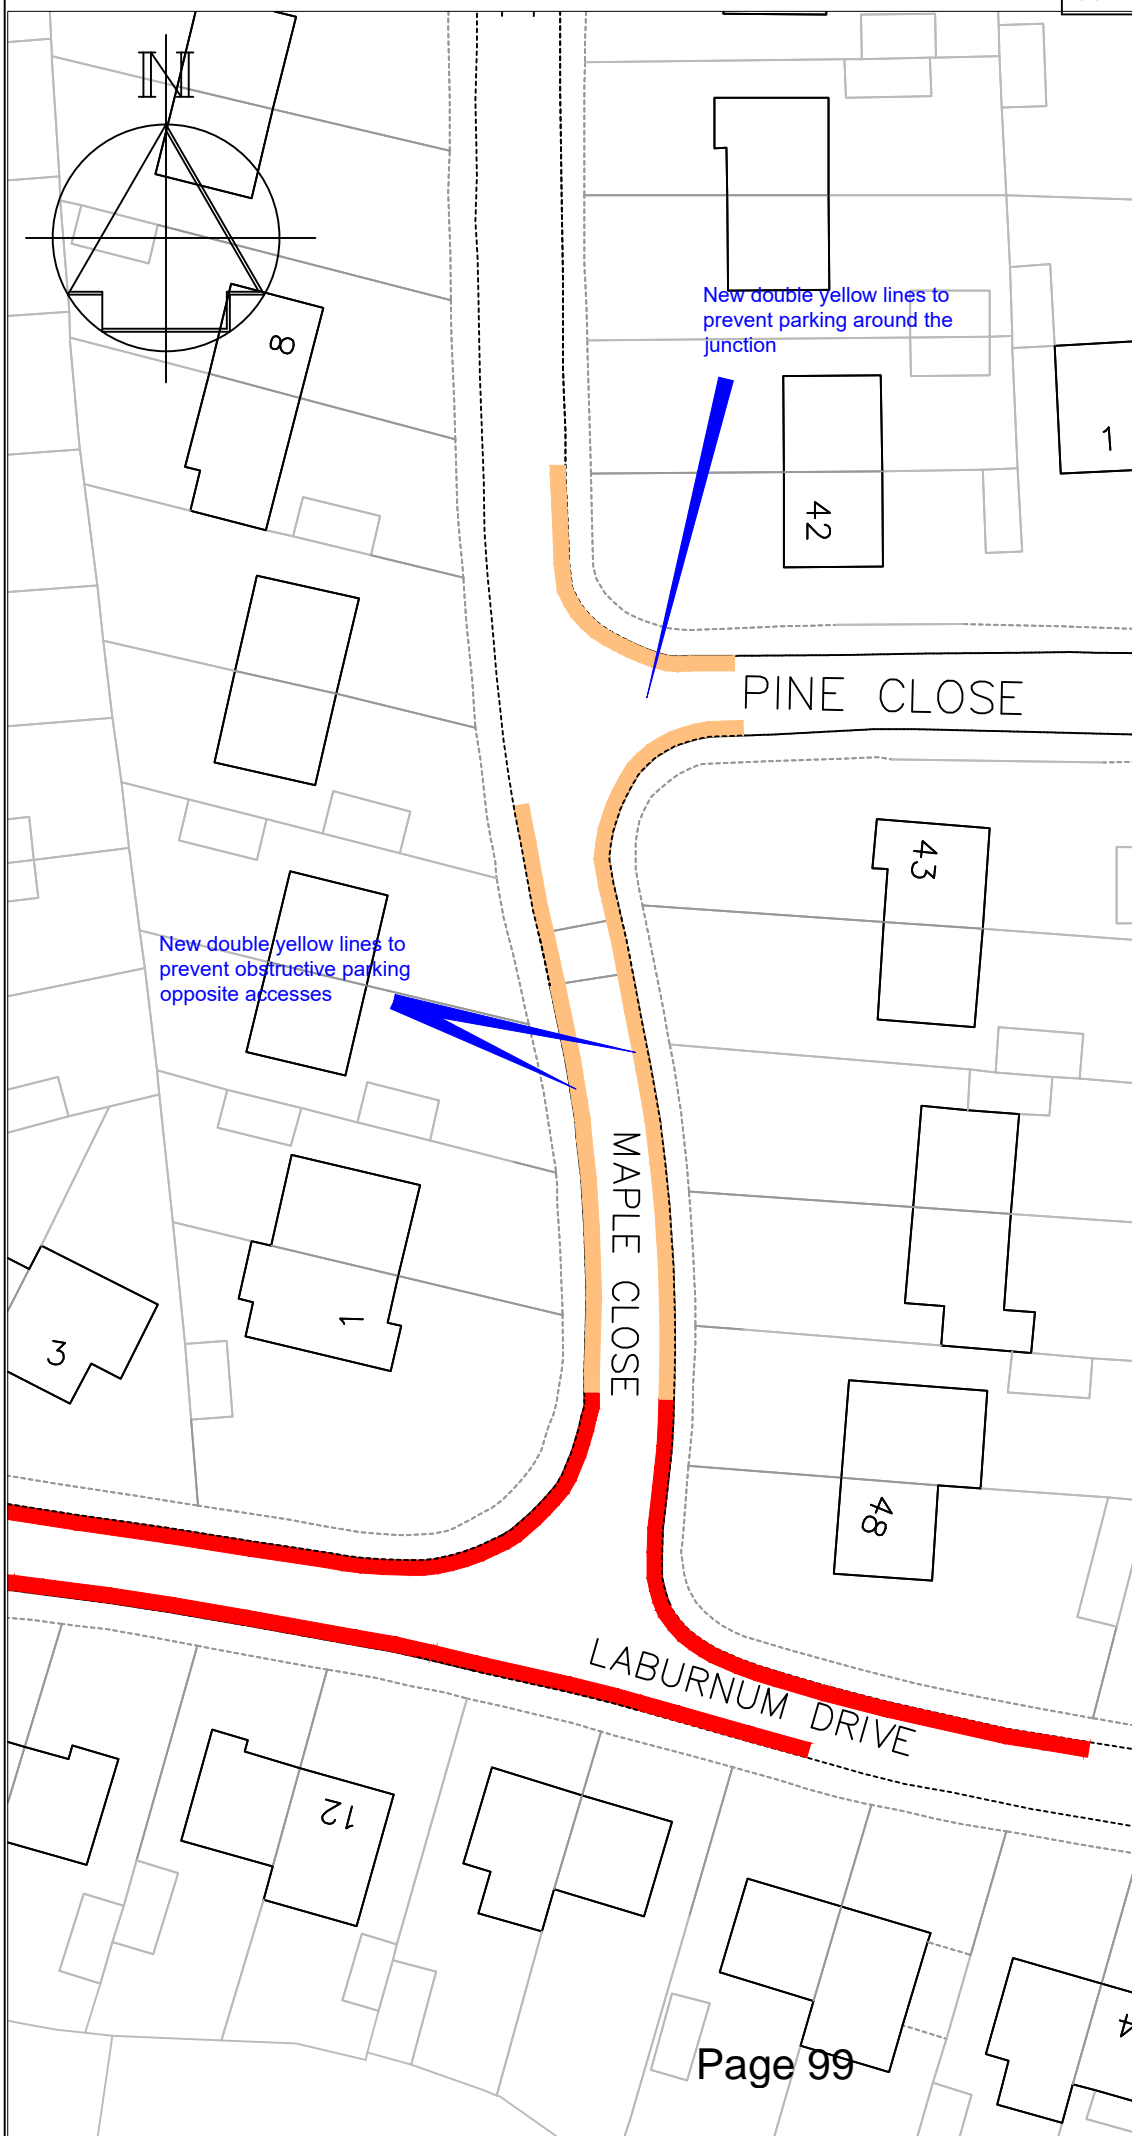 N
8
New double yellow lines to
prevent parking around the
junction
1
42
PINE CLOSE
43
New double yellow lines to
prevent obstructive parking
opposite accesses
MAPLE CLOSE
1
3
48
LABURNUM DRIVE
12
4
Page 99